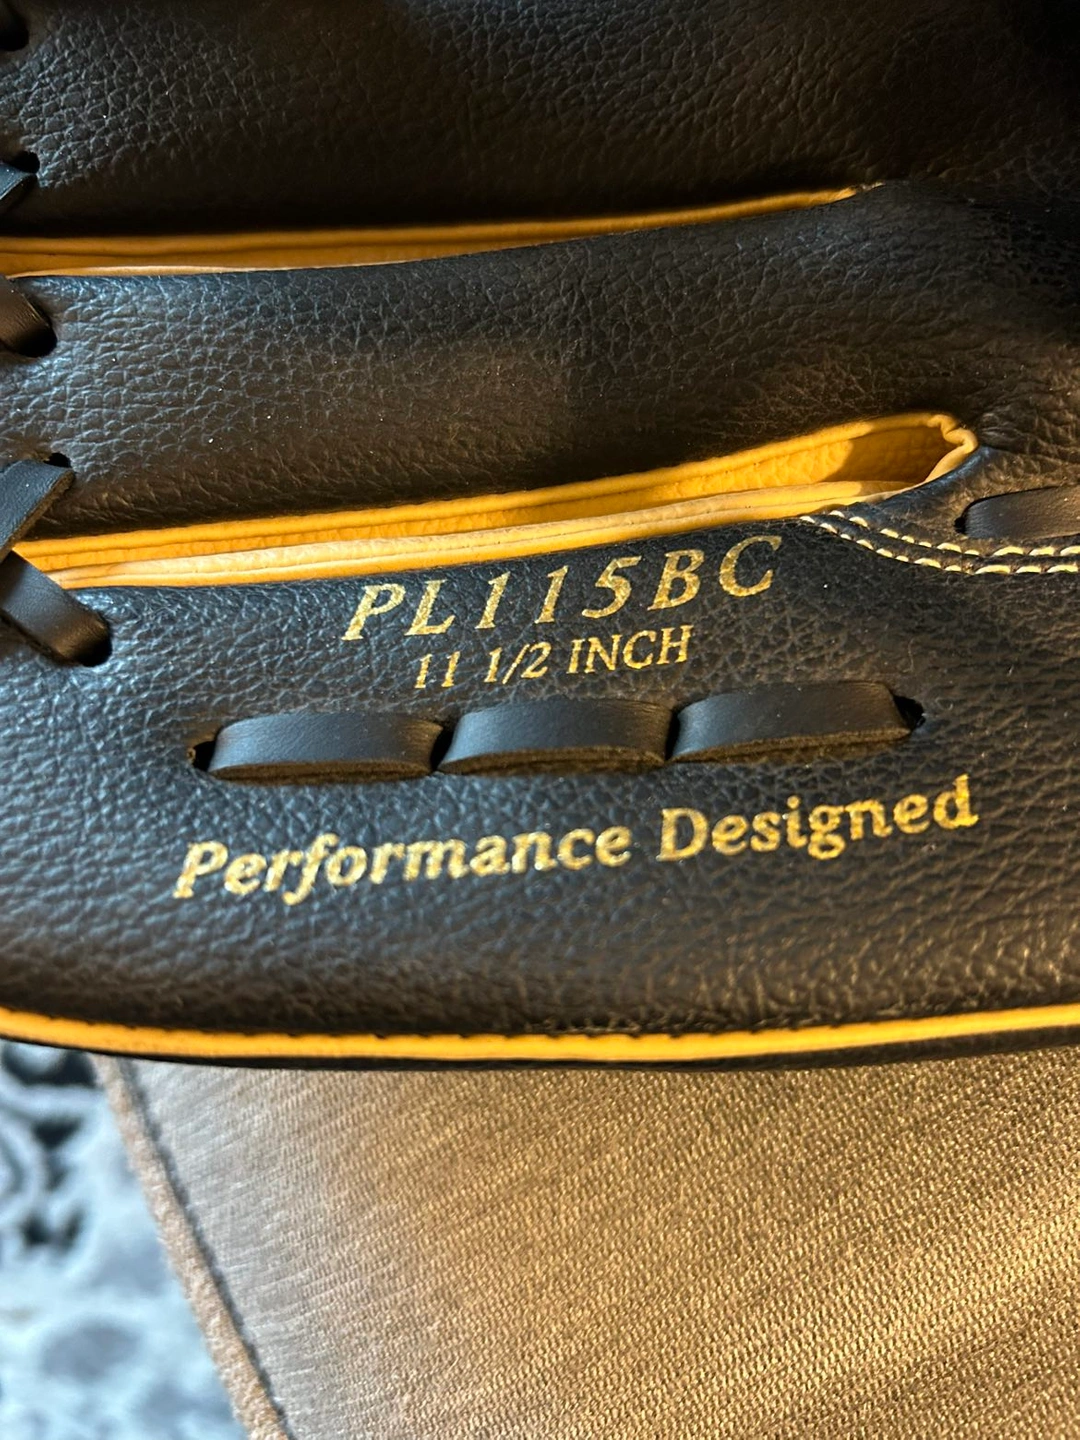 PL115BC
11 1/2 INCH
Performance Designed